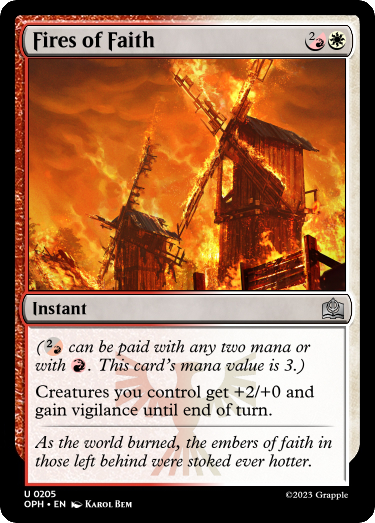 Fires of Faith 2
Instant
(2 can be paid with any two mana or
with . This card's mana value is 3.)
Creatures you control get +2/+0 and
gain vigilance until end of turn.
As the world burned, the embers of faith in
those left behind were stoked ever hotter.
U 0205
OPH • EN Karol Bem
©2023 Grapple